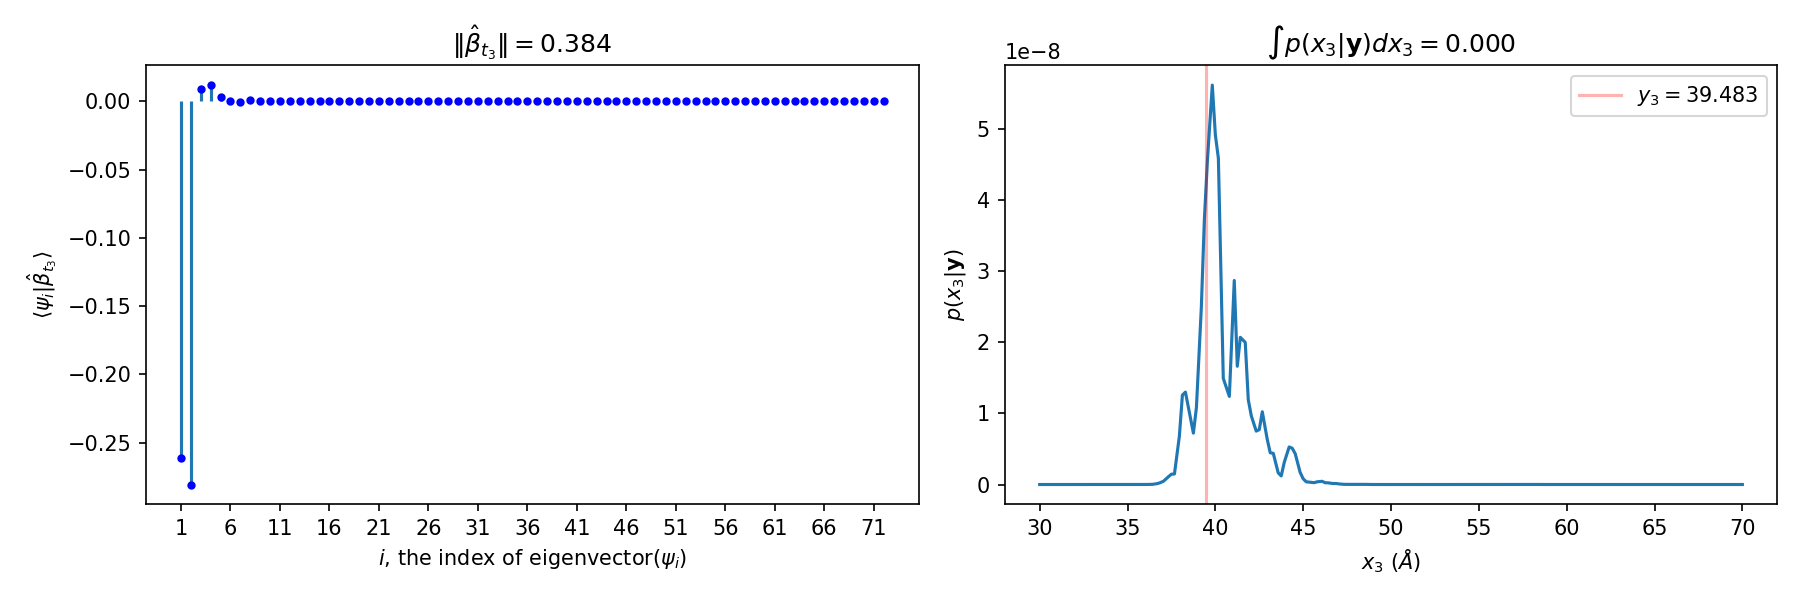 ‖β̂_{t_3}‖ = 0.384
0.00
−0.05
−0.10
−0.15
−0.20
−0.25
⟨ψ_i|β̂_{t_3}⟩
1 6 11 16 21 26 31 36 41 46 51 56 61 66 71
i, the index of eigenvector(ψ_i)
∫p(x_3|y)dx_3 = 0.000
1e−8
y_3 = 39.483
5
4
3
2
1
0
p(x_3|y)
30 35 40 45 50 55 60 65 70
x_3 (Å)